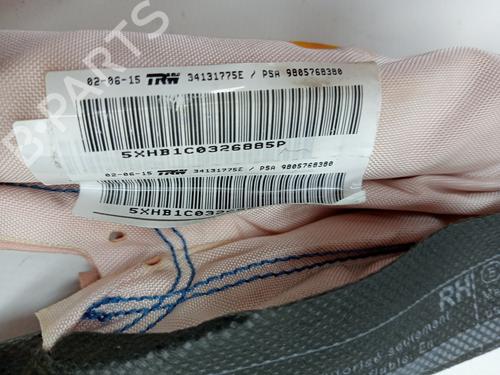 02-06-15 TRW 34131775E / PSA 9805768380
5XHB1C0326885P
02-06-15 TRW 34131775E / PSA 9805768380
5XHB1C032
RH
B-PARTS